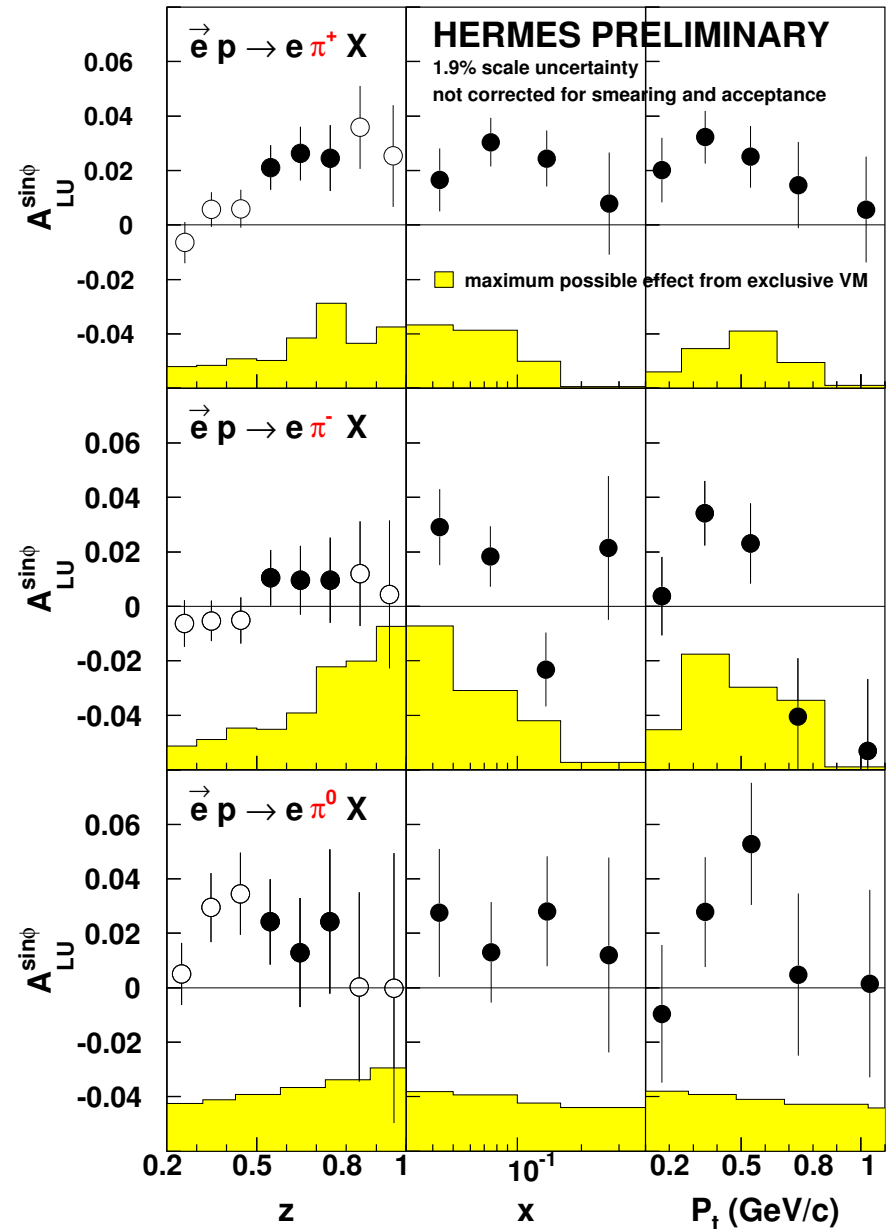 e⃗ p → e π⁺ X
HERMES PRELIMINARY
1.9% scale uncertainty
not corrected for smearing and acceptance
0.06
0.04
0.02
0
-0.02
-0.04
A_LU^sinϕ
maximum possible effect from exclusive VM
e⃗ p → e π⁻ X
0.06
0.04
0.02
0
-0.02
-0.04
A_LU^sinϕ
e⃗ p → e π⁰ X
0.06
0.04
0.02
0
-0.02
-0.04
A_LU^sinϕ
0.2 0.5 0.8 1 10⁻¹ 0.2 0.5 0.8 1
z x P_t (GeV/c)